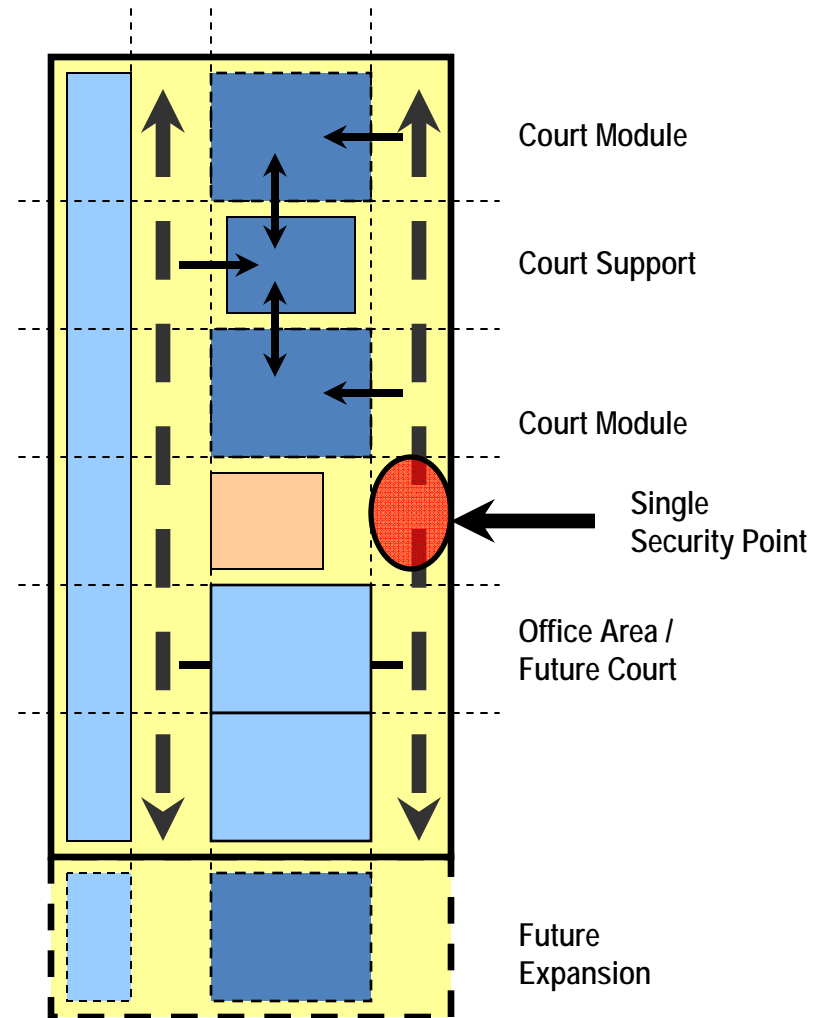 Court Module
Court Support
Court Module
Single
Security Point
Office Area /
Future Court
Future
Expansion